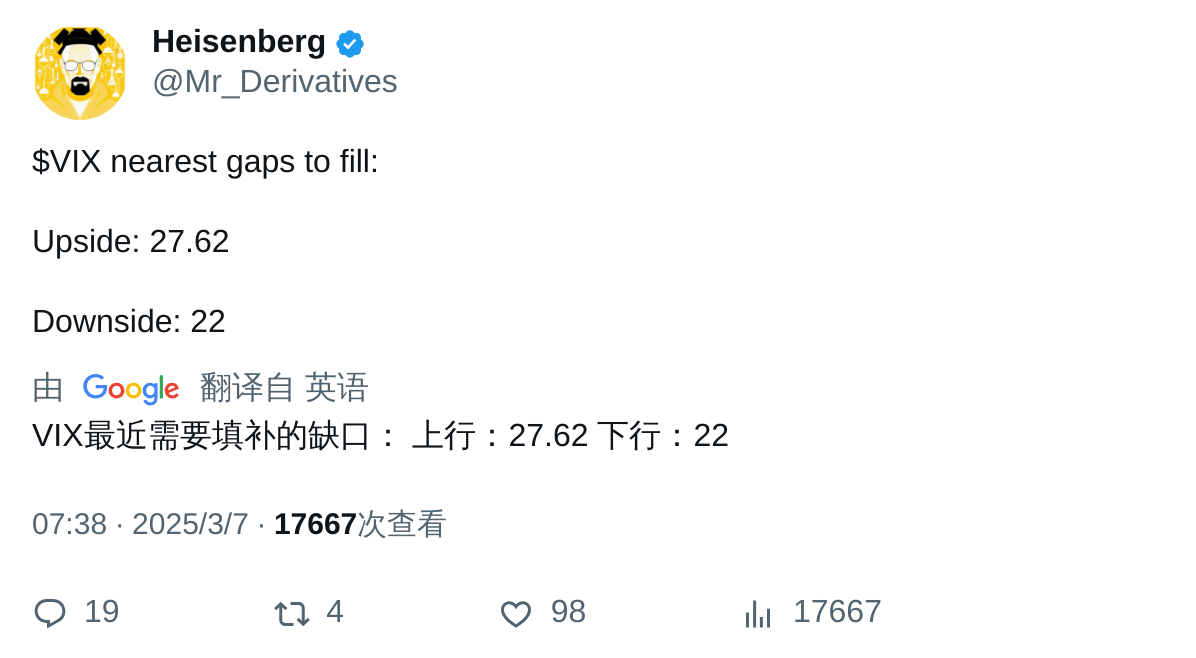 Heisenberg
@Mr_Derivatives
$VIX nearest gaps to fill:
Upside: 27.62
Downside: 22
由 Google 翻译自 英语
VIX最近需要填补的缺口： 上行：27.62 下行：22
07:38 · 2025/3/7 · 17667次查看
19 4 98 17667